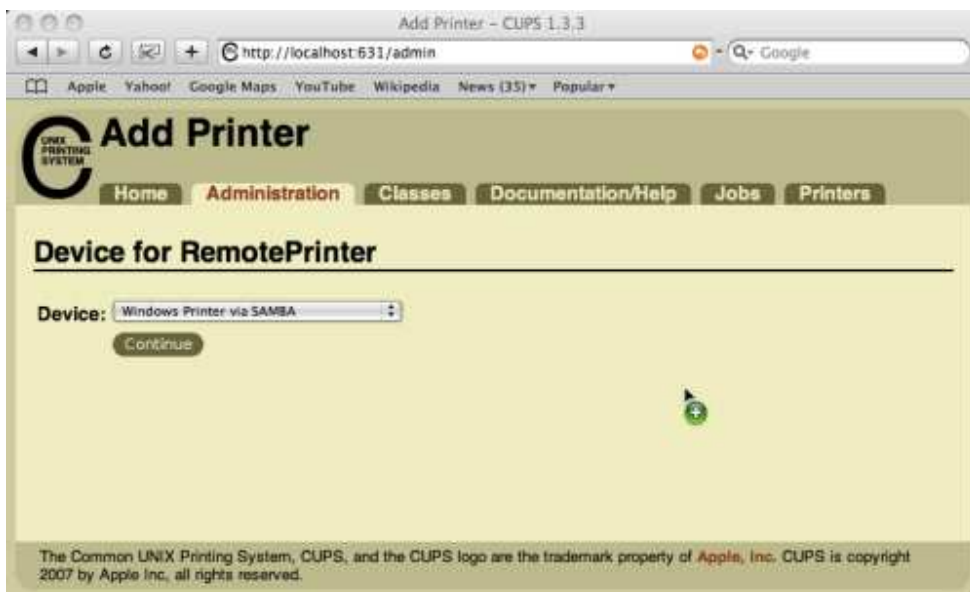 Add Printer – CUPS 1.3.3
http://localhost:631/admin
Google
Apple Yahoo! Google Maps YouTube Wikipedia News (35) Popular
UNIX
PRINTING
SYSTEM
Add Printer
Home Administration Classes Documentation/Help Jobs Printers
Device for RemotePrinter
Device: Windows Printer via SAMBA
Continue
The Common UNIX Printing System, CUPS, and the CUPS logo are the trademark property of Apple, Inc. CUPS is copyright
2007 by Apple Inc, all rights reserved.